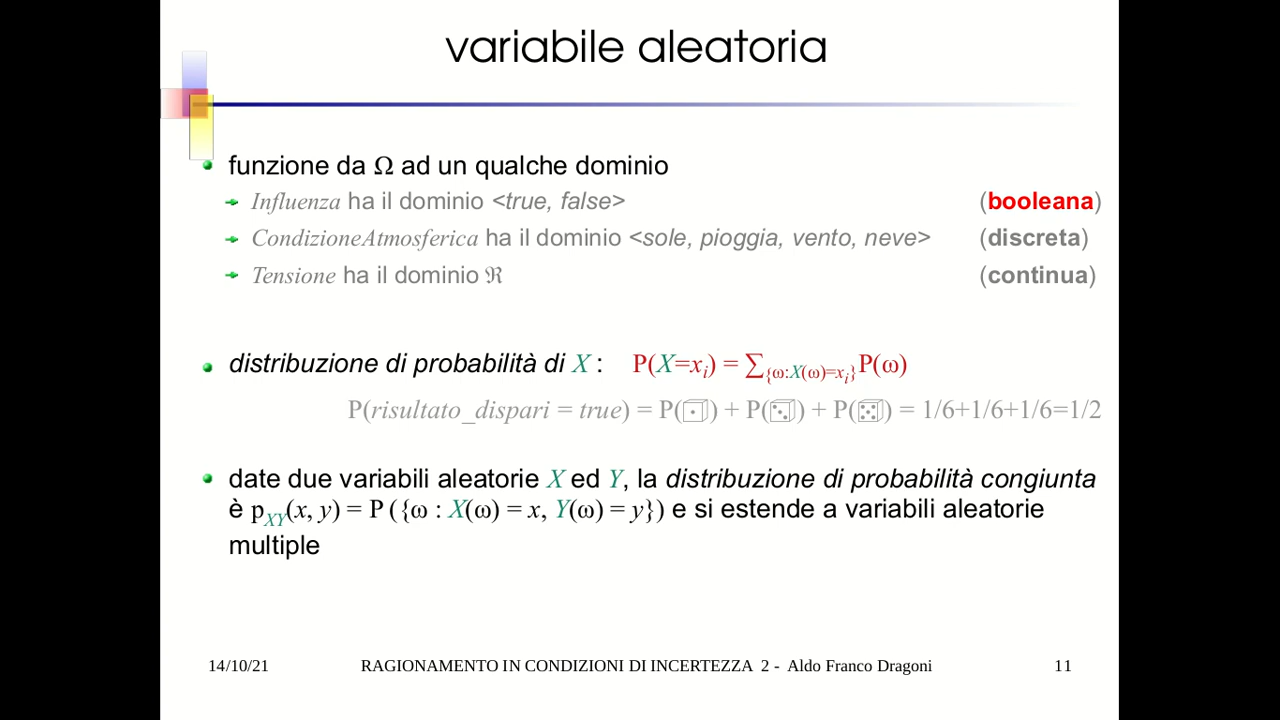 variabile aleatoria
funzione da Ω ad un qualche dominio
Influenza ha il dominio <true, false> (booleana)
CondizioneAtmosferica ha il dominio <sole, pioggia, vento, neve> (discreta)
Tensione ha il dominio ℜ (continua)
distribuzione di probabilità di X : P(X=xᵢ) = ∑{ω:X(ω)=xᵢ}P(ω)
P(risultato_dispari = true) = P(⚀) + P(⚂) + P(⚄) = 1/6+1/6+1/6=1/2
date due variabili aleatorie X ed Y, la distribuzione di probabilità congiunta
è pXY(x, y) = P ({ω : X(ω) = x, Y(ω) = y}) e si estende a variabili aleatorie
multiple
14/10/21 RAGIONAMENTO IN CONDIZIONI DI INCERTEZZA 2 - Aldo Franco Dragoni 11